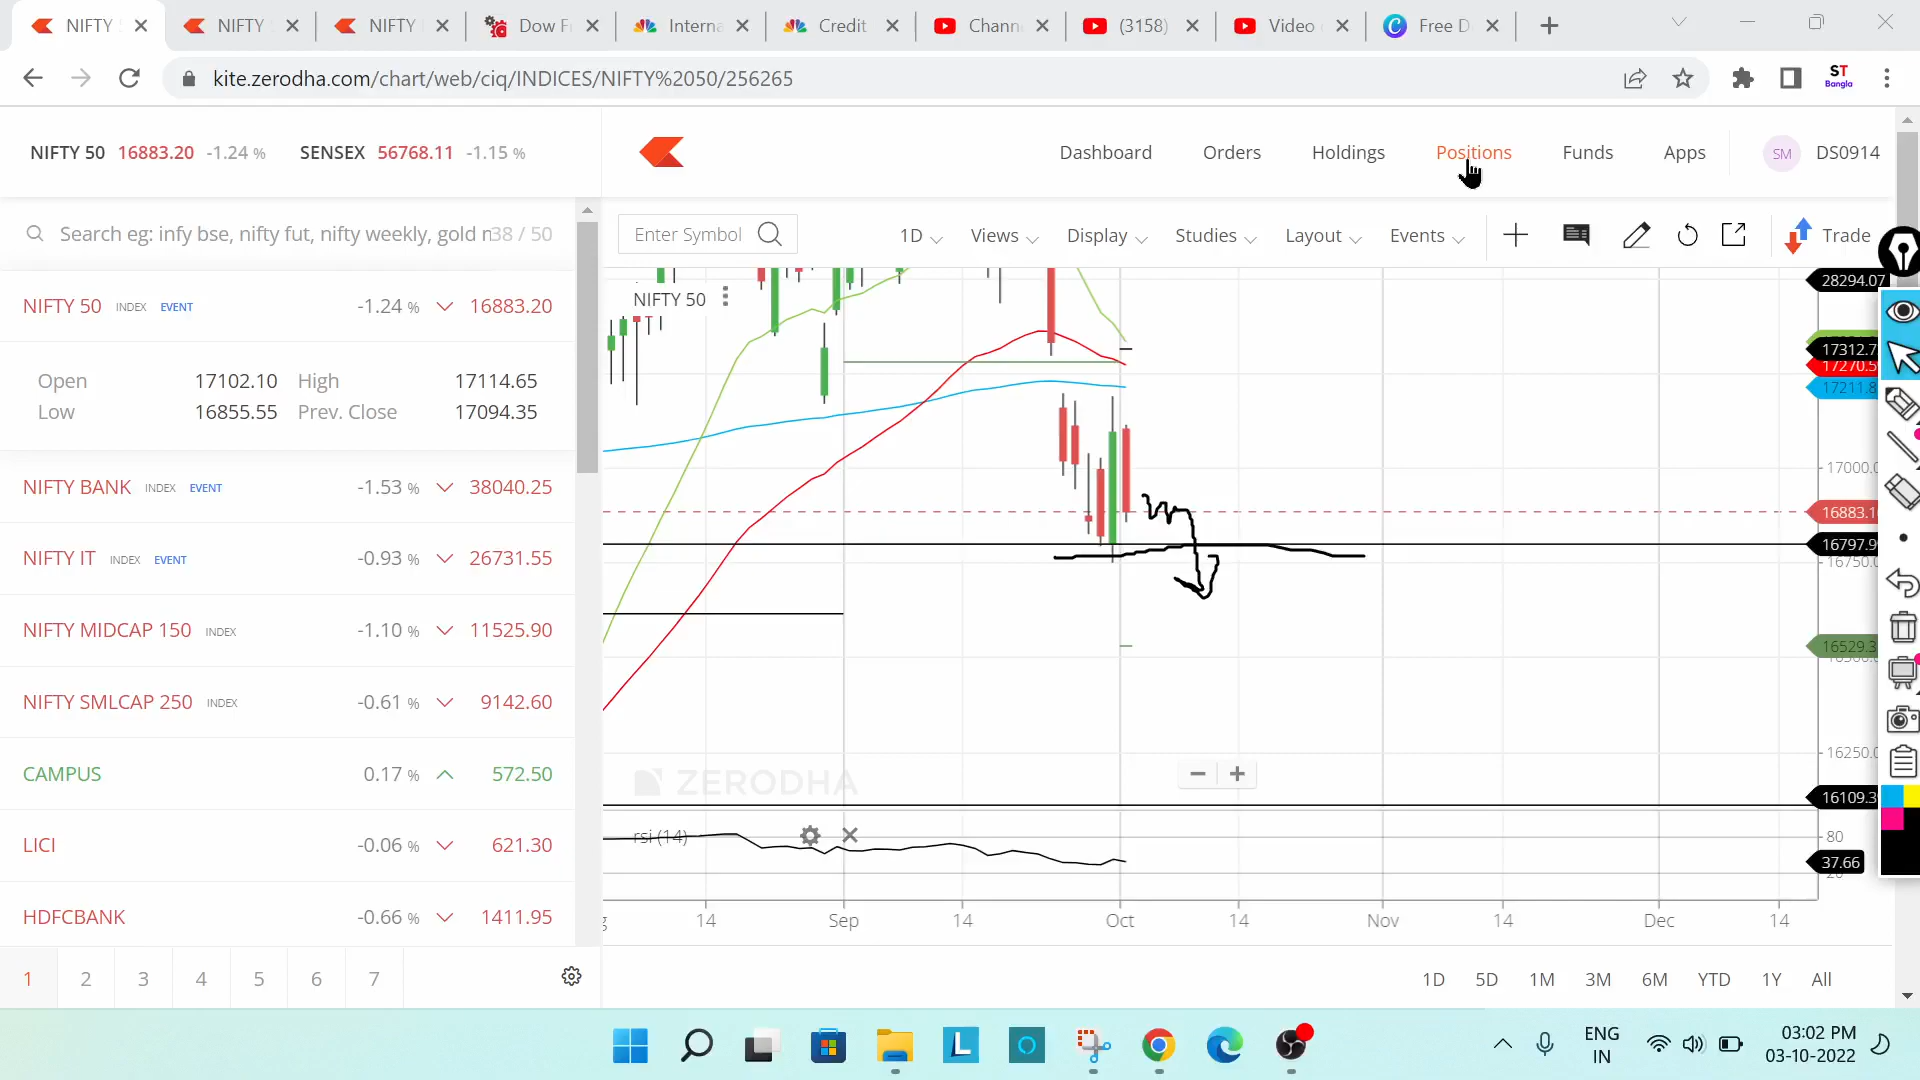 NIFTY
NIFTY
NIFTY
Dow F
Interna
Credit
Chann
(3158)
Video
Free D
kite.zerodha.com/chart/web/ciq/INDICES/NIFTY%2050/256265
ST
Bangla
NIFTY 50 16883.20 -1.24 % SENSEX 56768.11 -1.15 %
Dashboard Orders Holdings Positions Funds Apps SM DS0914
Search eg: infy bse, nifty fut, nifty weekly, gold m 38 / 50
Enter Symbol 1D Views Display Studies Layout Events Trade
NIFTY 50 INDEX EVENT -1.24 % 16883.20
Open 17102.10 High 17114.65
Low 16855.55 Prev. Close 17094.35
NIFTY BANK INDEX EVENT -1.53 % 38040.25
NIFTY IT INDEX EVENT -0.93 % 26731.55
NIFTY MIDCAP 150 INDEX -1.10 % 11525.90
NIFTY SMLCAP 250 INDEX -0.61 % 9142.60
CAMPUS 0.17 % 572.50
LICI -0.06 % 621.30
HDFCBANK -0.66 % 1411.95
1 2 3 4 5 6 7
NIFTY 50
28294.07
17312.7
17270.5
17211.8
17000.0
16883.1
16797.9
16750.0
16529.3
16250.0
16109.3
ZERODHA
rsi (14)
80
37.66
20
14 Sep 14 Oct 14 Nov 14 Dec 14
1D 5D 1M 3M 6M YTD 1Y All
ENG
IN
03:02 PM
03-10-2022